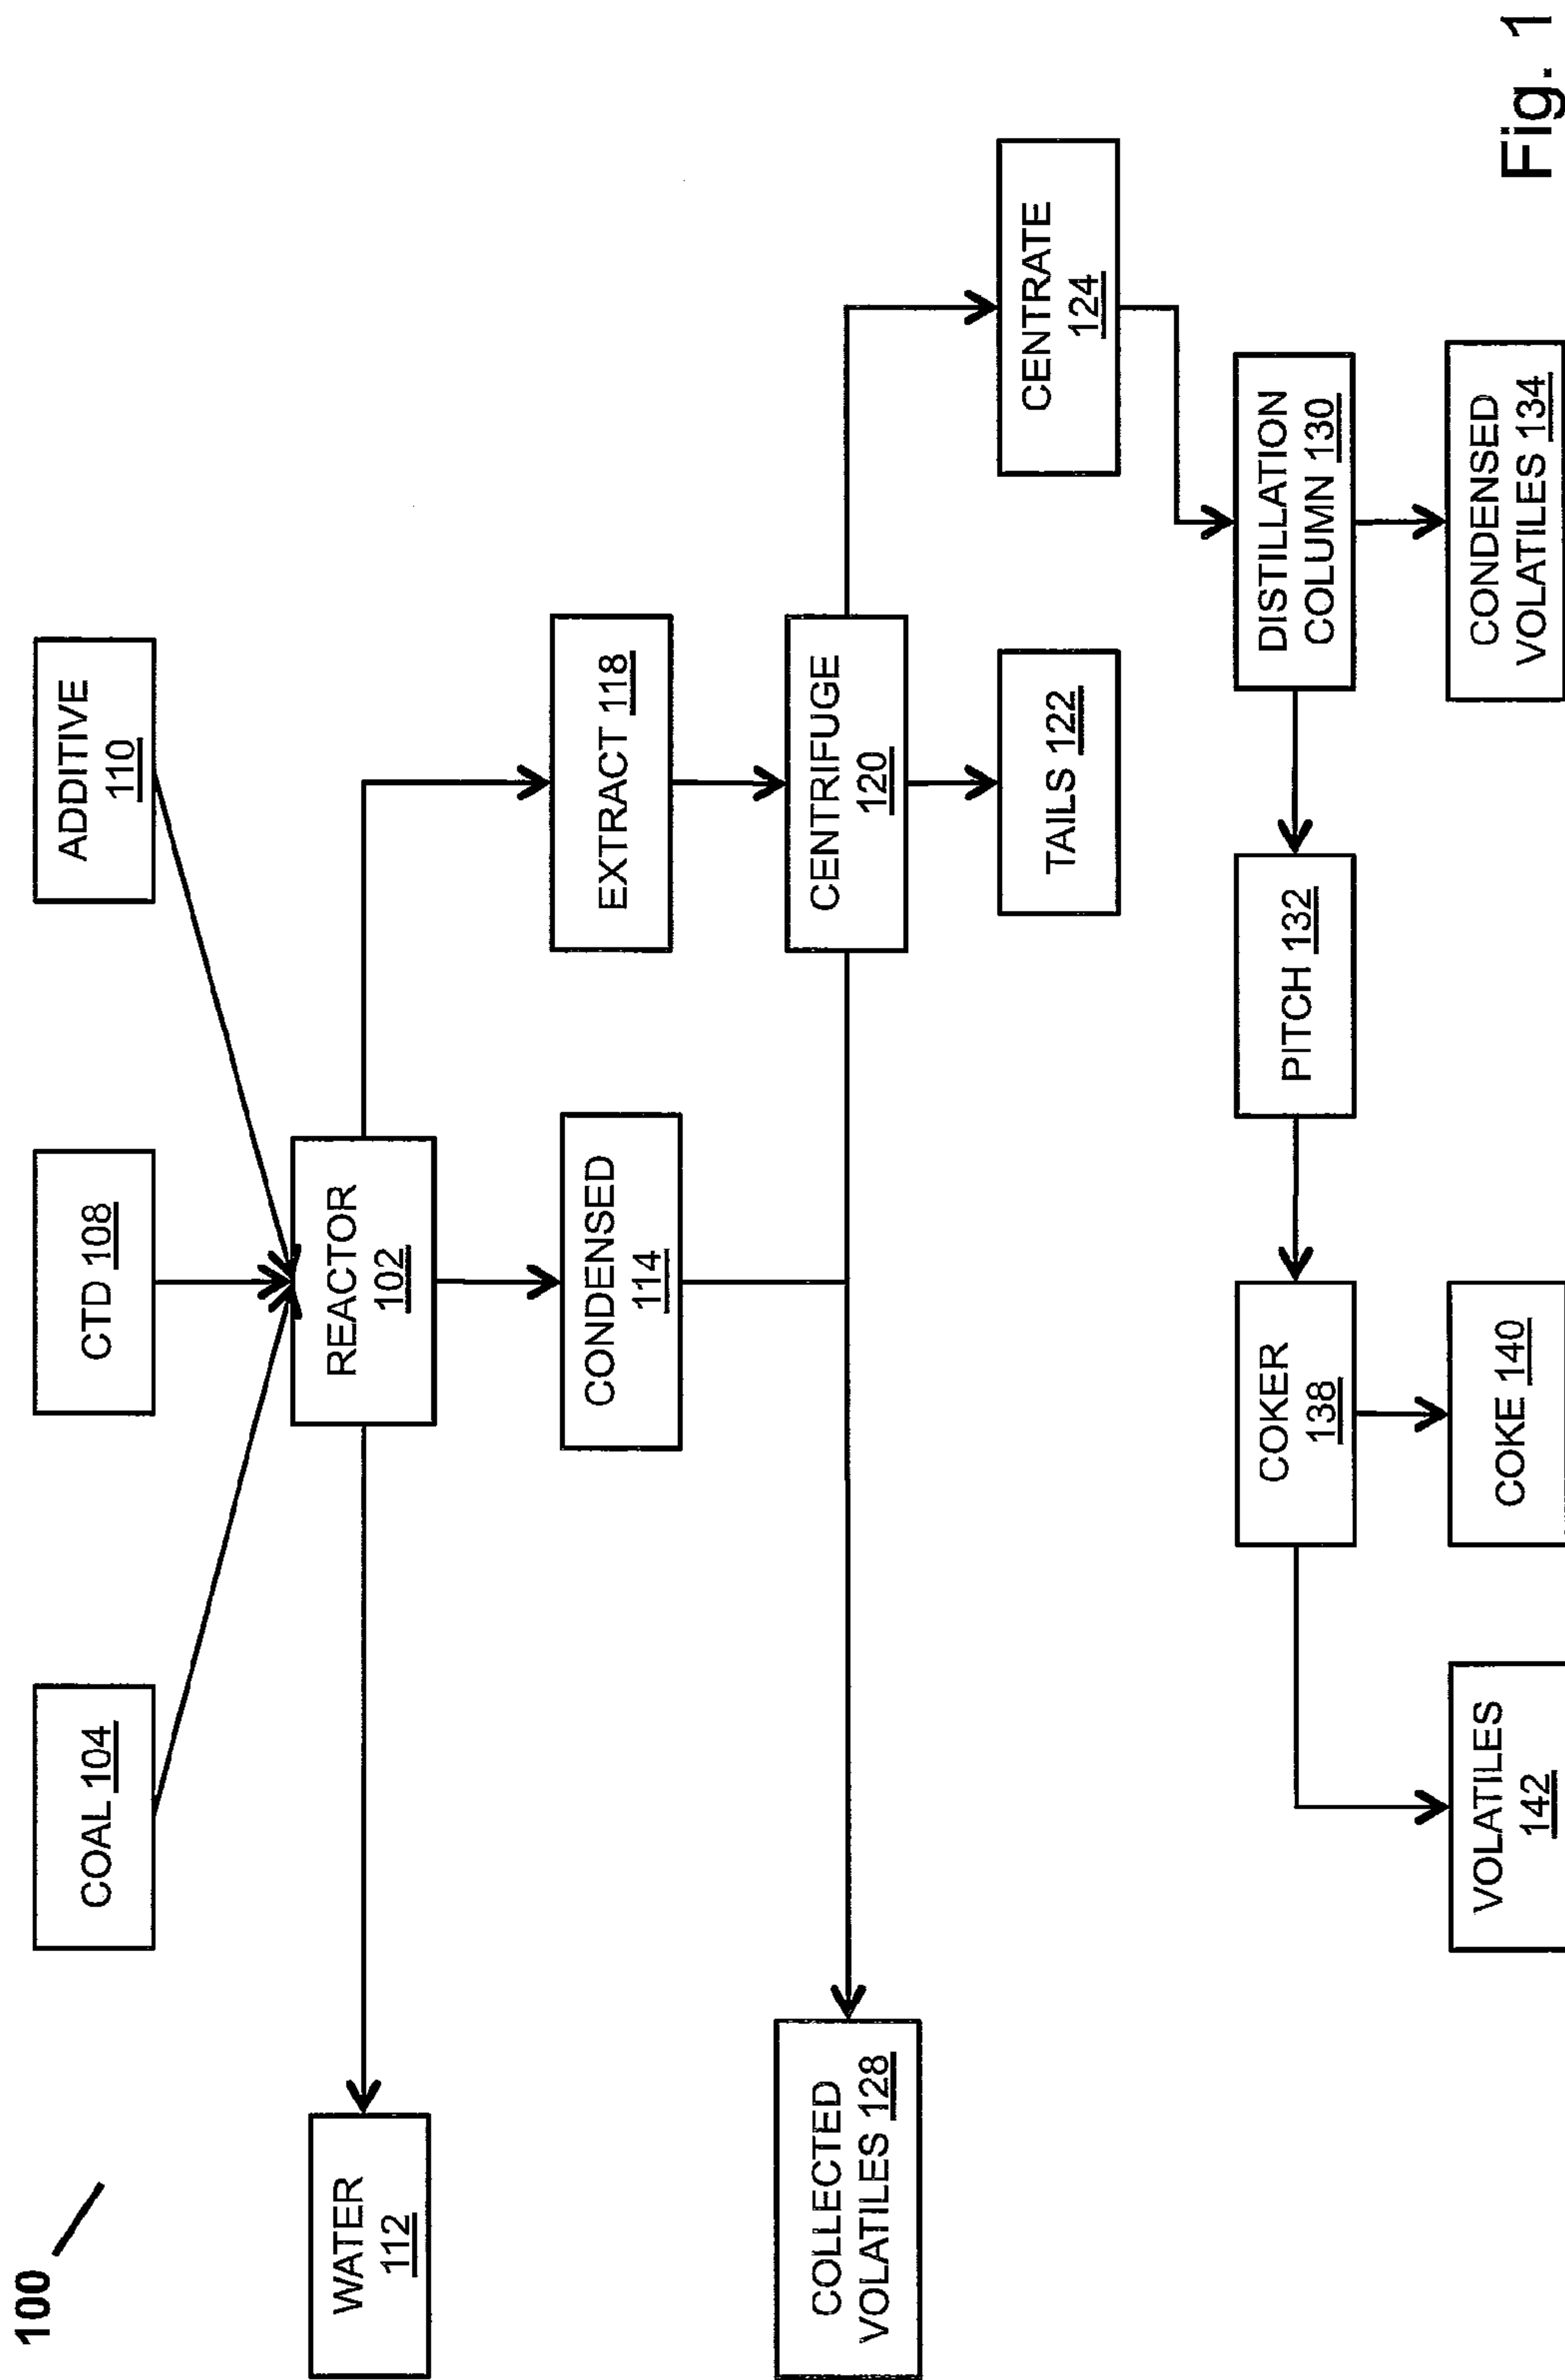 100
COAL 104
CTD 108
ADDITIVE
110
WATER
112
REACTOR
102
CONDENSED
114
EXTRACT 118
COLLECTED
VOLATILES 128
CENTRIFUGE
120
TAILS 122
CENTRATE
124
COKER
138
PITCH 132
DISTILLATION
COLUMN 130
VOLATILES
142
COKE 140
CONDENSED
VOLATILES 134
Fig. 1